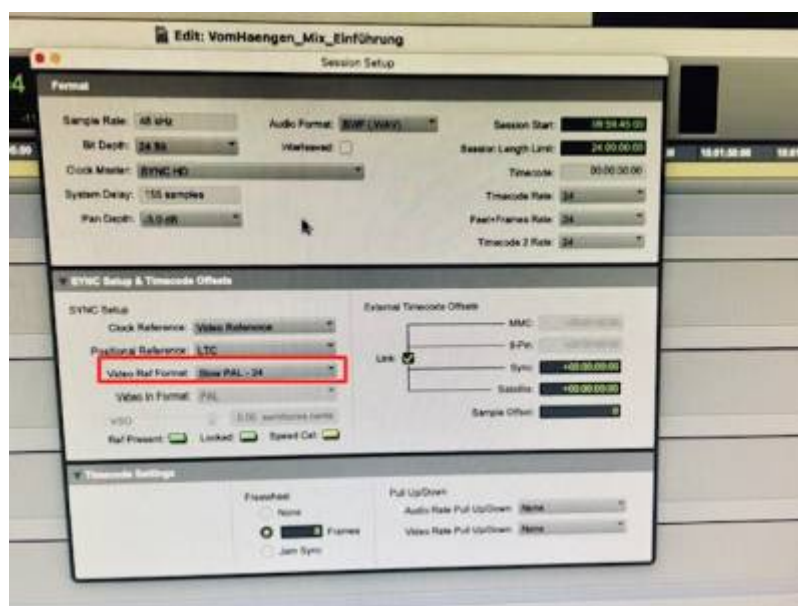 Edit: VomHaengen_Mix_Einführung
Session Setup
Format
Sample Rate: 48 kHz
Audio Format: BWF (.WAV)
Session Start: 09:59:45:00
Bit Depth: 24 Bit
Interleaved:
Session Length Limit: 24:00:00:00
Clock Master: SYNC HD
Timecode: 00:00:00:00
System Delay: 155 samples
Timecode Rate: 24
Pan Depth: -3.0 dB
Feet+Frames Rate: 24
Timecode 2 Rate: 24
SYNC Setup & Timecode Offsets
SYNC Setup
External Timecode Offsets
Clock Reference: Video Reference
MMC:
Positional Reference: LTC
9-Pin:
Link:
Video Ref Format: Slow PAL - 24
Sync: +00:00:00:00
Video In Format: PAL
Satellite: +00:00:00:00
VSO:
Sample Offset: 0
Ref Present: Locked: Speed Cal:
Timecode Settings
Freewheel
Pull Up/Down
None
Audio Rate Pull Up/Down: None
Frames
Video Rate Pull Up/Down: None
Jam Sync